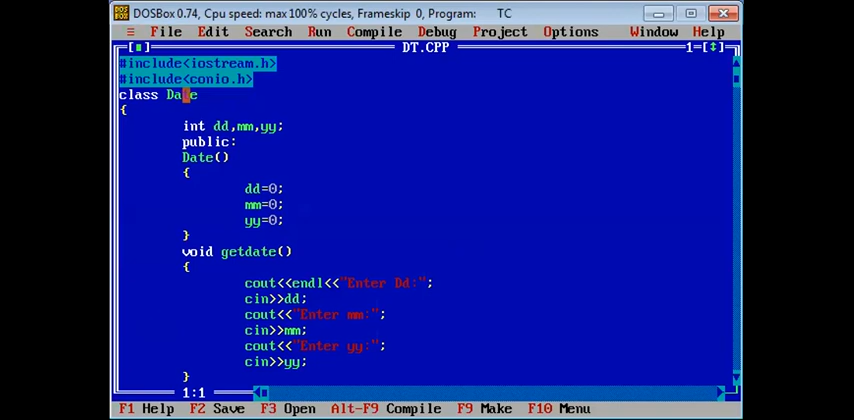 DOSBox 0.74, Cpu speed: max 100% cycles, Frameskip 0, Program: TC
≡ File Edit Search Run Compile Debug Project Options Window Help
[■] DT.CPP 1=[↕]
#include<iostream.h>
#include<conio.h>
class Date
{
int dd,mm,yy;
public:
Date()
{
dd=0;
mm=0;
yy=0;
}
void getdate()
{
cout<<endl<<"Enter Dd:";
cin>>dd;
cout<<"Enter mm:";
cin>>mm;
cout<<"Enter yy:";
cin>>yy;
}
1:1
F1 Help F2 Save F3 Open Alt-F9 Compile F9 Make F10 Menu